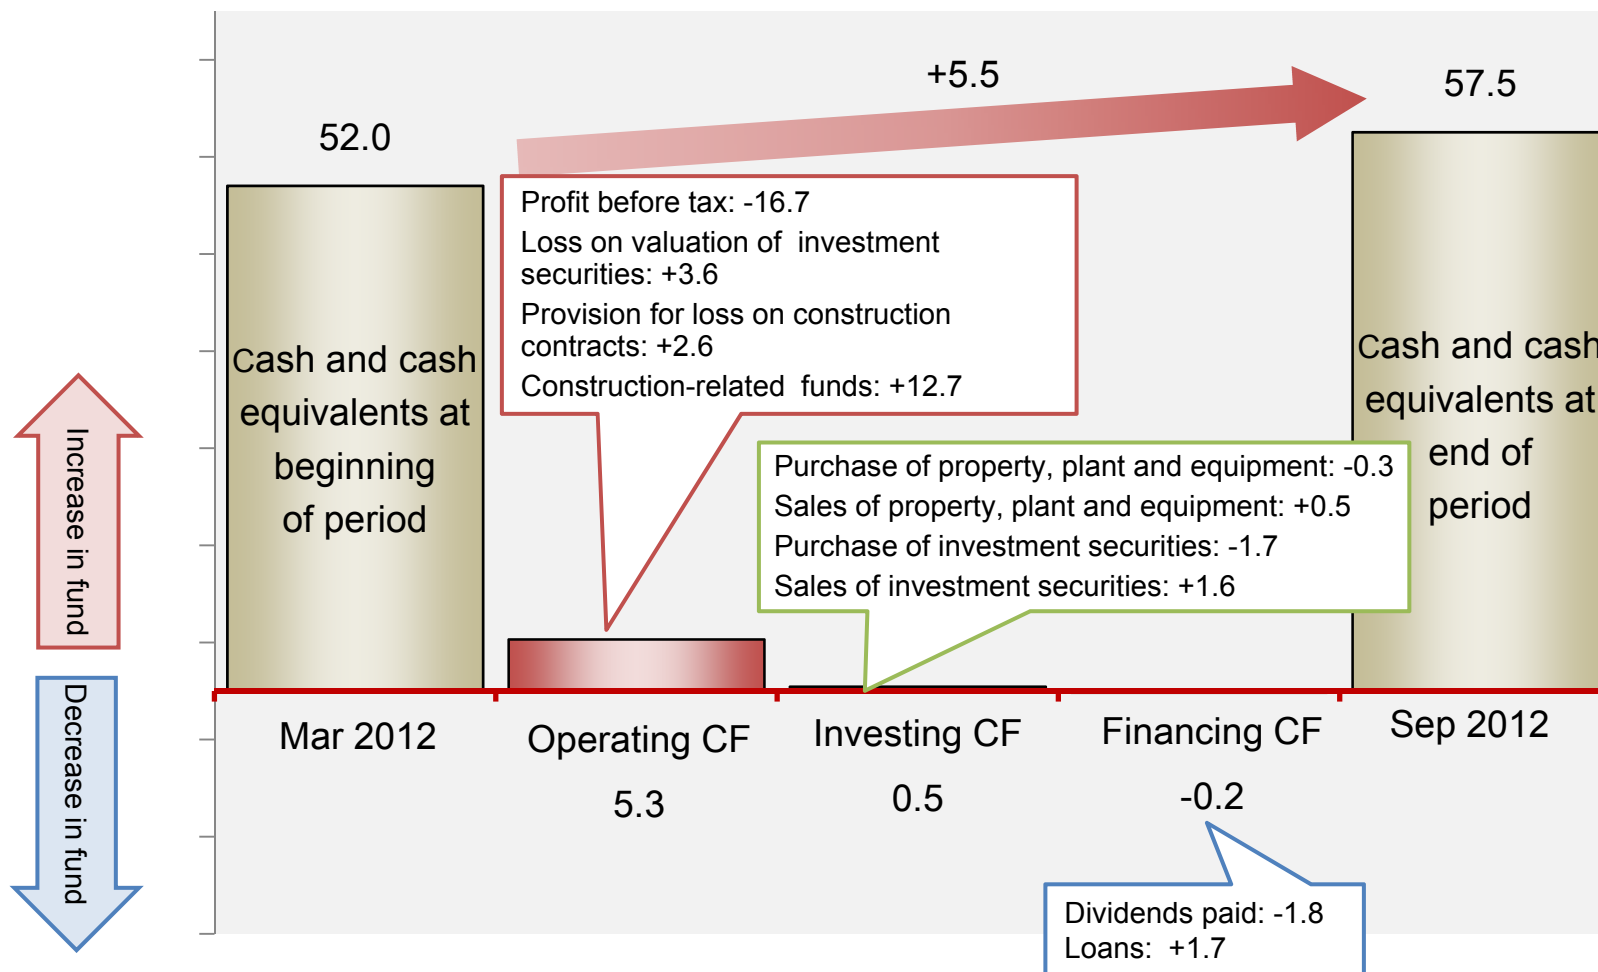 +5.5
57.5
52.0
Profit before tax: -16.7
Loss on valuation of investment
securities: +3.6
Provision for loss on construction
contracts: +2.6
Construction-related funds: +12.7
Cash and cash
equivalents at
beginning
of period
Cash and cash
equivalents at
end of
period
Purchase of property, plant and equipment: -0.3
Sales of property, plant and equipment: +0.5
Purchase of investment securities: -1.7
Sales of investment securities: +1.6
Increase in fund
Decrease in fund
Mar 2012
Operating CF
Investing CF
Financing CF
Sep 2012
5.3
0.5
-0.2
Dividends paid: -1.8
Loans: +1.7